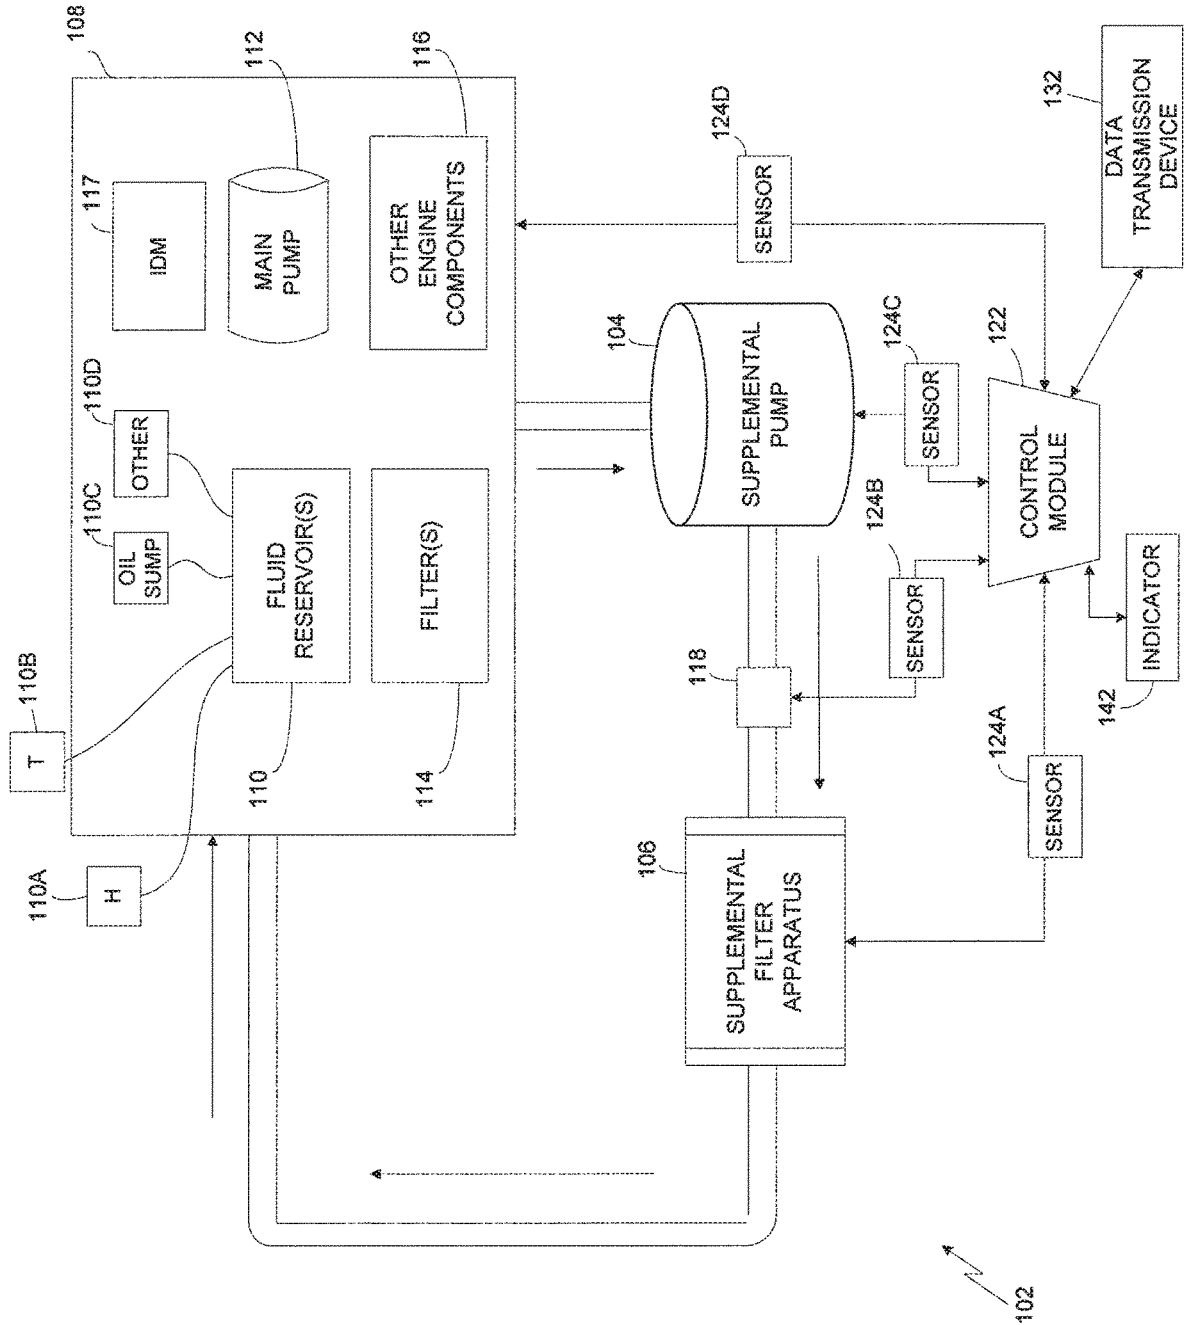 108
117
IDM
112
MAIN
PUMP
116
OTHER
ENGINE
COMPONENTS
110D
OTHER
110C
OIL
SUMP
FLUID
RESERVOIR(S)
110
FILTER(S)
114
110B
T
110A
H
124D
SENSOR
132
DATA
TRANSMISSION
DEVICE
104
SUPPLEMENTAL
PUMP
124C
SENSOR
122
CONTROL
MODULE
124B
SENSOR
118
142
INDICATOR
124A
SENSOR
106
SUPPLEMENTAL
FILTER
APPARATUS
102